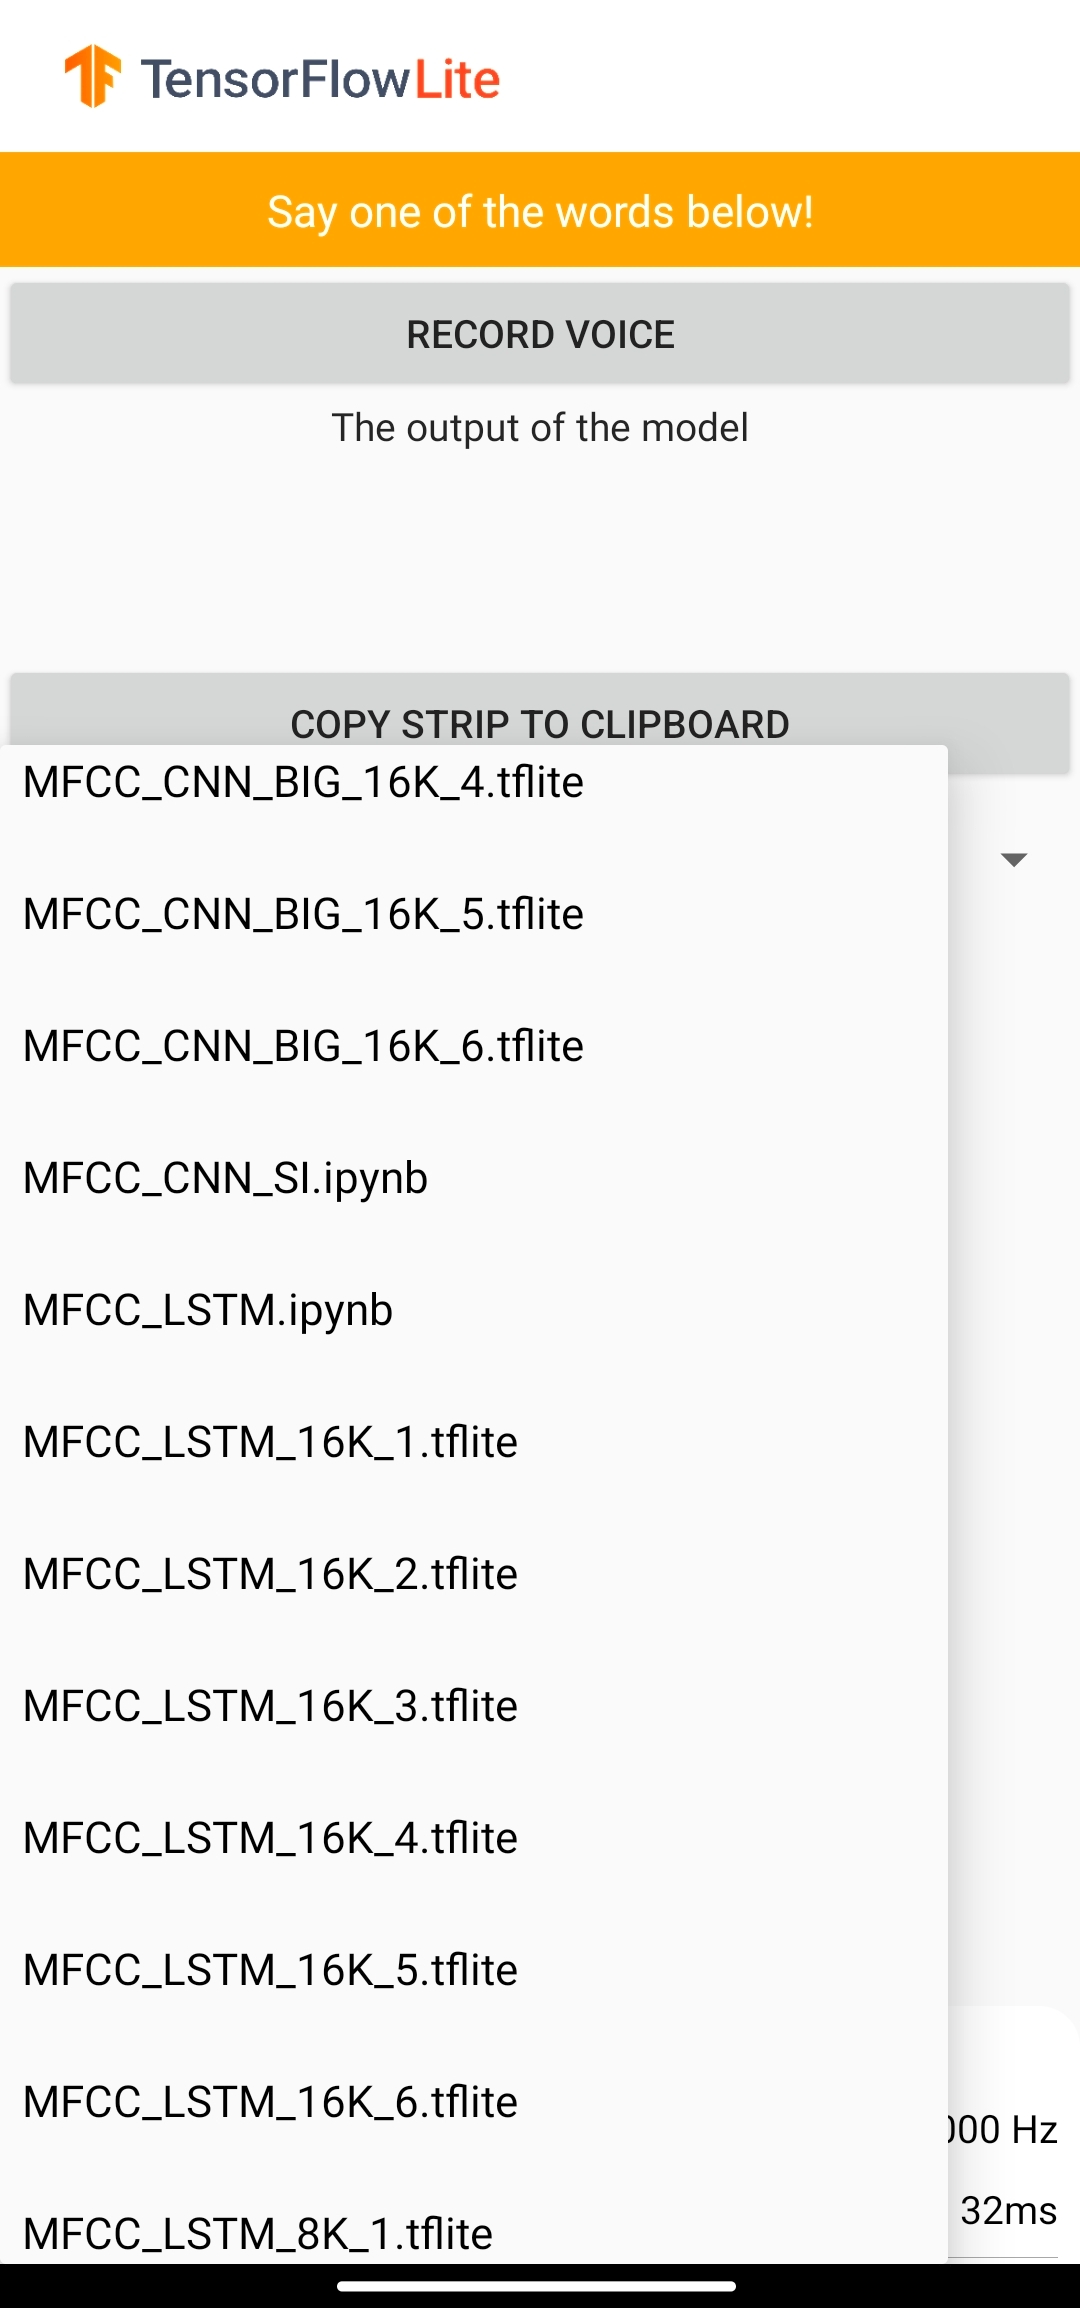 TensorFlowLite
Say one of the words below!
RECORD VOICE
The output of the model
COPY STRIP TO CLIPBOARD
MFCC_CNN_BIG_16K_4.tflite
MFCC_CNN_BIG_16K_5.tflite
MFCC_CNN_BIG_16K_6.tflite
MFCC_CNN_SI.ipynb
MFCC_LSTM.ipynb
MFCC_LSTM_16K_1.tflite
MFCC_LSTM_16K_2.tflite
MFCC_LSTM_16K_3.tflite
MFCC_LSTM_16K_4.tflite
MFCC_LSTM_16K_5.tflite
MFCC_LSTM_16K_6.tflite
Hz
32ms
MFCC_LSTM_8K_1.tflite